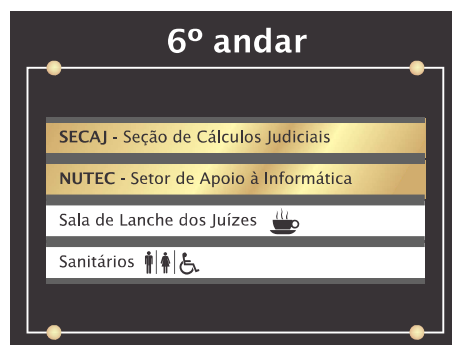 6º andar
SECAJ - Seção de Cálculos Judiciais
NUTEC - Setor de Apoio à Informática
Sala de Lanche dos Juízes
Sanitários